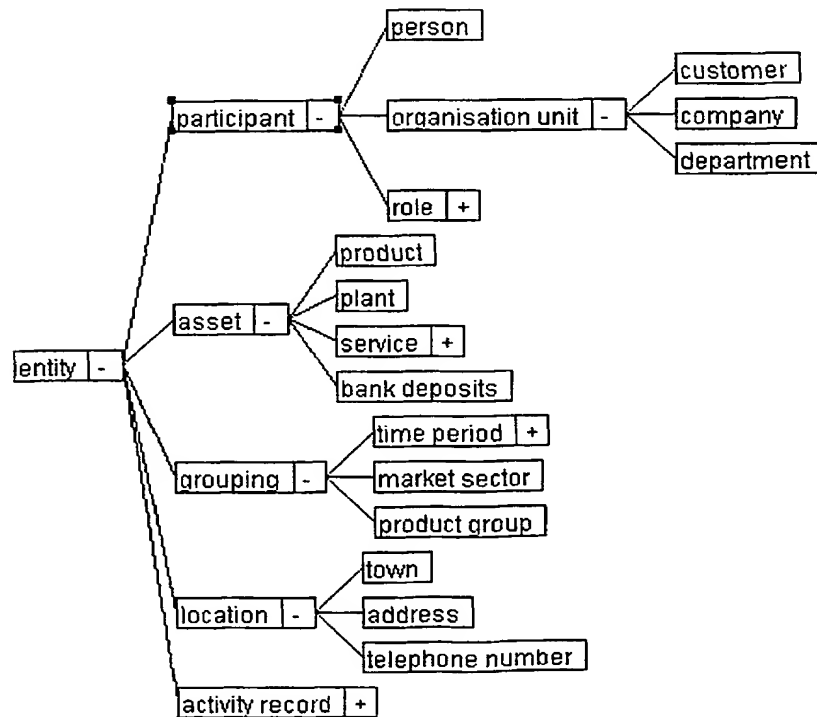 person
customer
participant -
organisation unit -
company
department
role +
product
plant
asset -
service +
entity -
bank deposits
time period +
grouping -
market sector
product group
town
location -
address
telephone number
activity record +